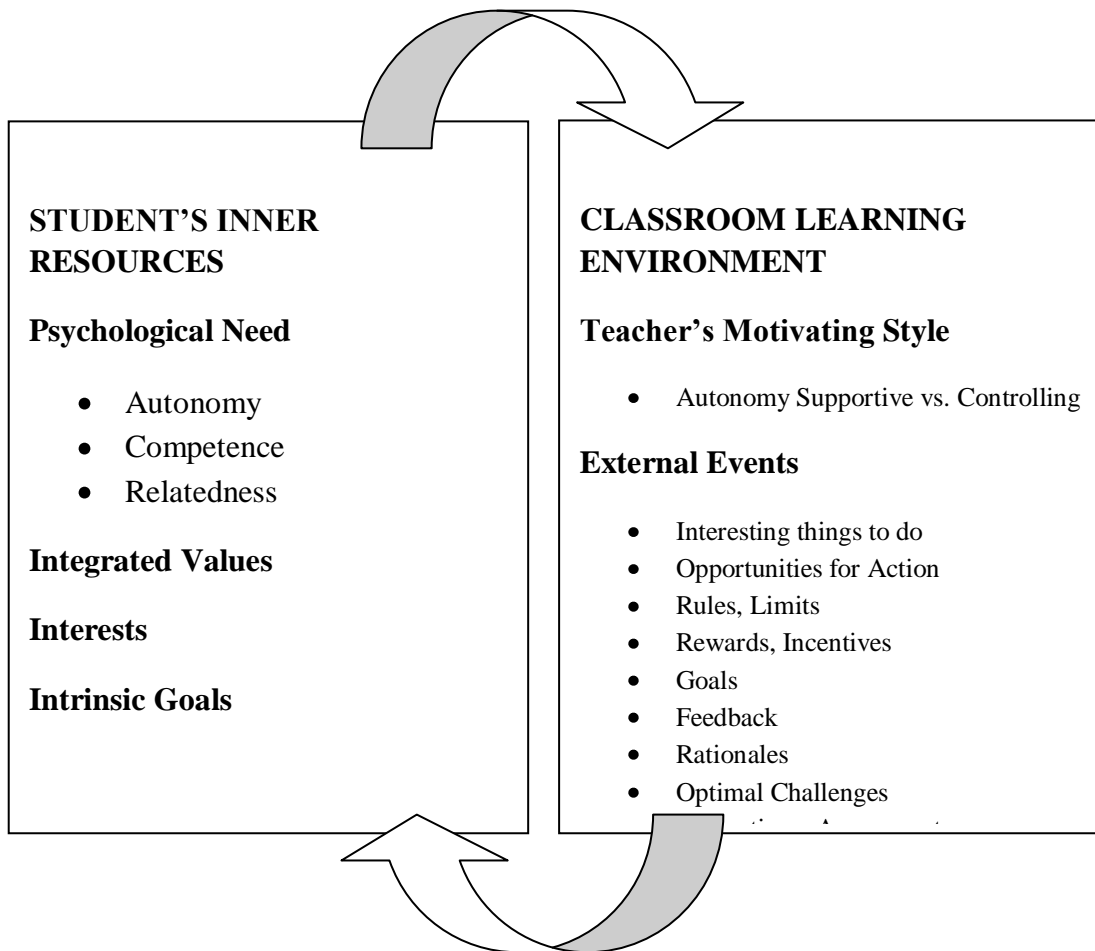 STUDENT’S INNER
RESOURCES
Psychological Need
• Autonomy
• Competence
• Relatedness
Integrated Values
Interests
Intrinsic Goals
CLASSROOM LEARNING
ENVIRONMENT
Teacher’s Motivating Style
• Autonomy Supportive vs. Controlling
External Events
• Interesting things to do
• Opportunities for Action
• Rules, Limits
• Rewards, Incentives
• Goals
• Feedback
• Rationales
• Optimal Challenges